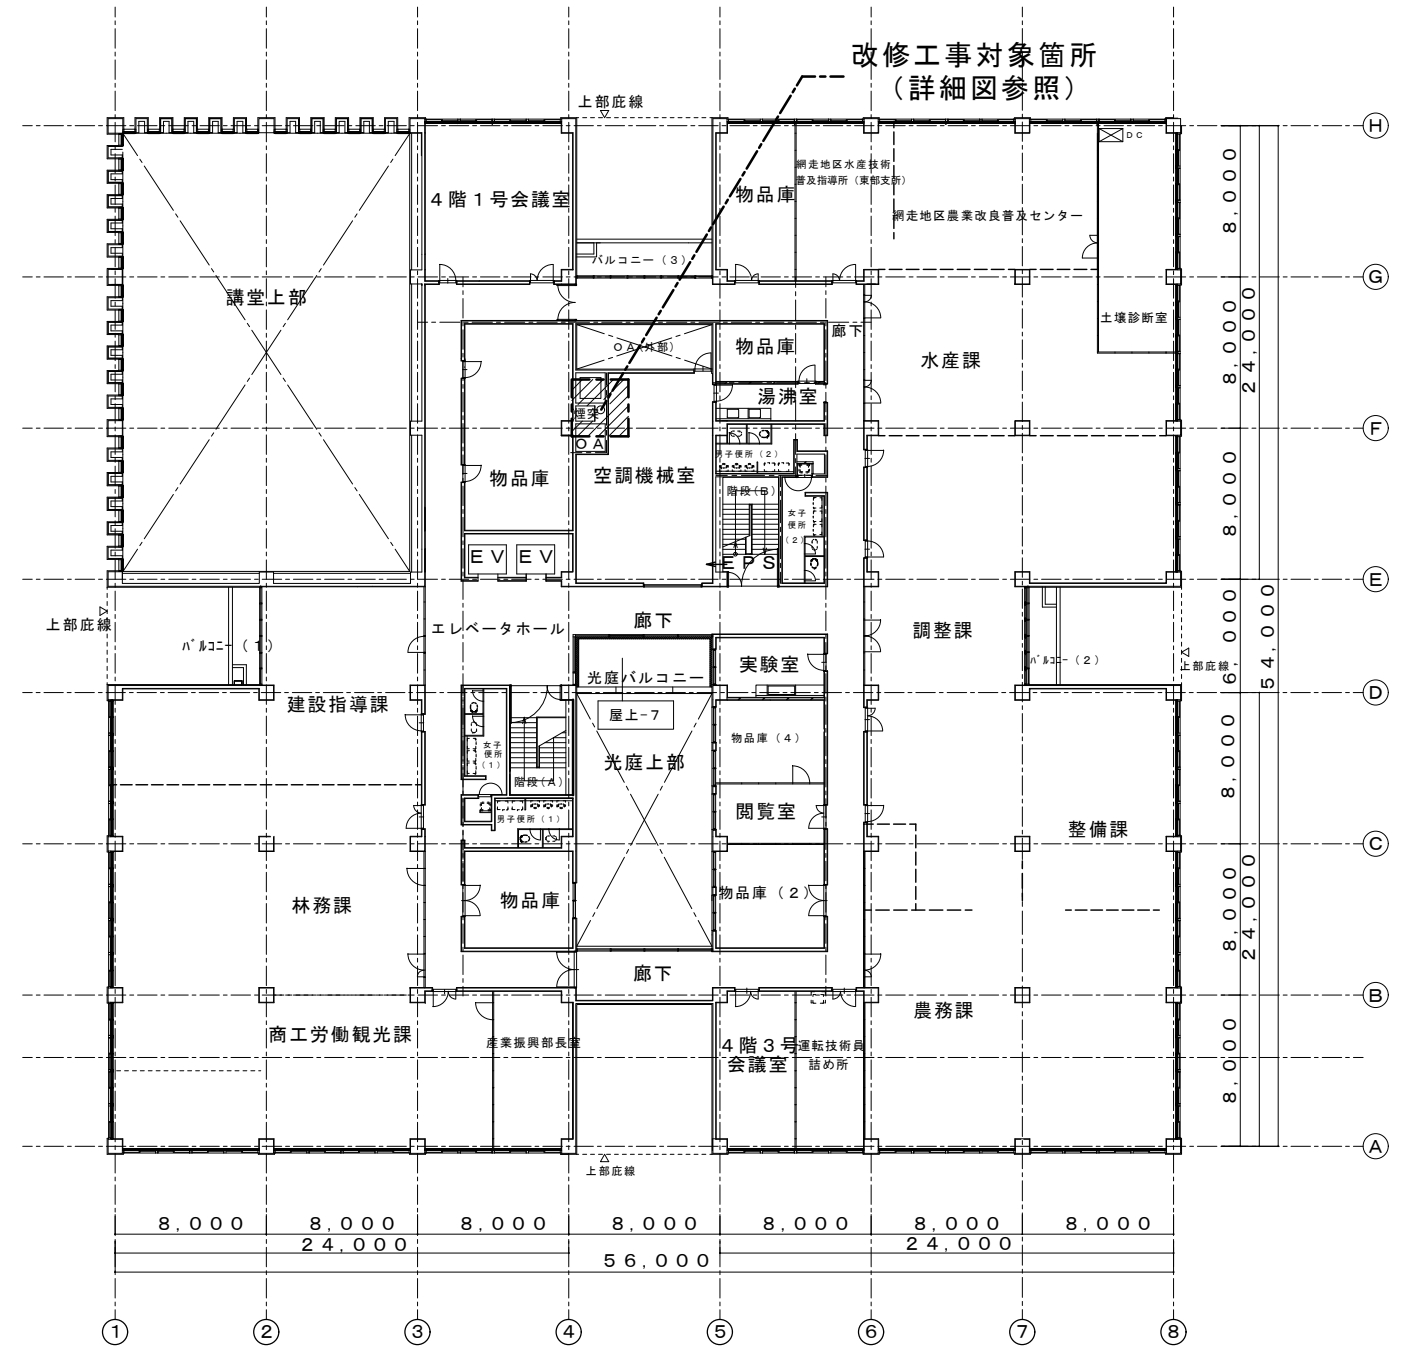 改修工事対象箇所
（詳細図参照）
上部庇線
H
DC
網走地区水産技術
普及指導所（東部支所）
物品庫
４階１号会議室
網走地区農業改良普及センター
8,000
バルコニー（３）
G
講堂上部
土壌診断室
廊下
ＯＡ（外部）
物品庫
水産課
8,000
24,000
湯沸室
煙突
F
ＯＡ
男子便所（２）
空調機械室
物品庫
階段（Ｂ）
女子
便所
（２）
8,000
ＥＶ
ＥＶ
ＥＰＳ
E
上部庇線
エレベータホール
廊下
調整課
バルコニー（１）
実験室
バルコニー（２）
上部庇線
6,000
54,000
光庭バルコニー
D
建設指導課
屋上−７
物品庫（４）
女子
便所
（１）
光庭上部
階段（Ａ）
8,000
閲覧室
男子便所（１）
整備課
C
物品庫
物品庫（２）
林務課
8,000
24,000
廊下
B
農務課
商工労働観光課
産業振興部長室
４階３号
会議室
運転技術員
詰め所
8,000
A
上部庇線
8,000
8,000
8,000
8,000
8,000
8,000
8,000
24,000
24,000
56,000
1
2
3
4
5
6
7
8